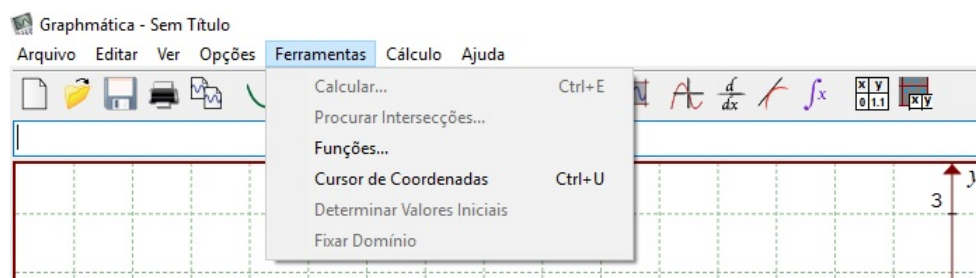 Graphmática - Sem Título
Arquivo Editar Ver Opções Ferramentas Cálculo Ajuda
Calcular... Ctrl+E
Procurar Intersecções...
Funções...
Cursor de Coordenadas Ctrl+U
Determinar Valores Iniciais
Fixar Domínio
d
dx
∫x
x y
0 1.1
x y
y
3